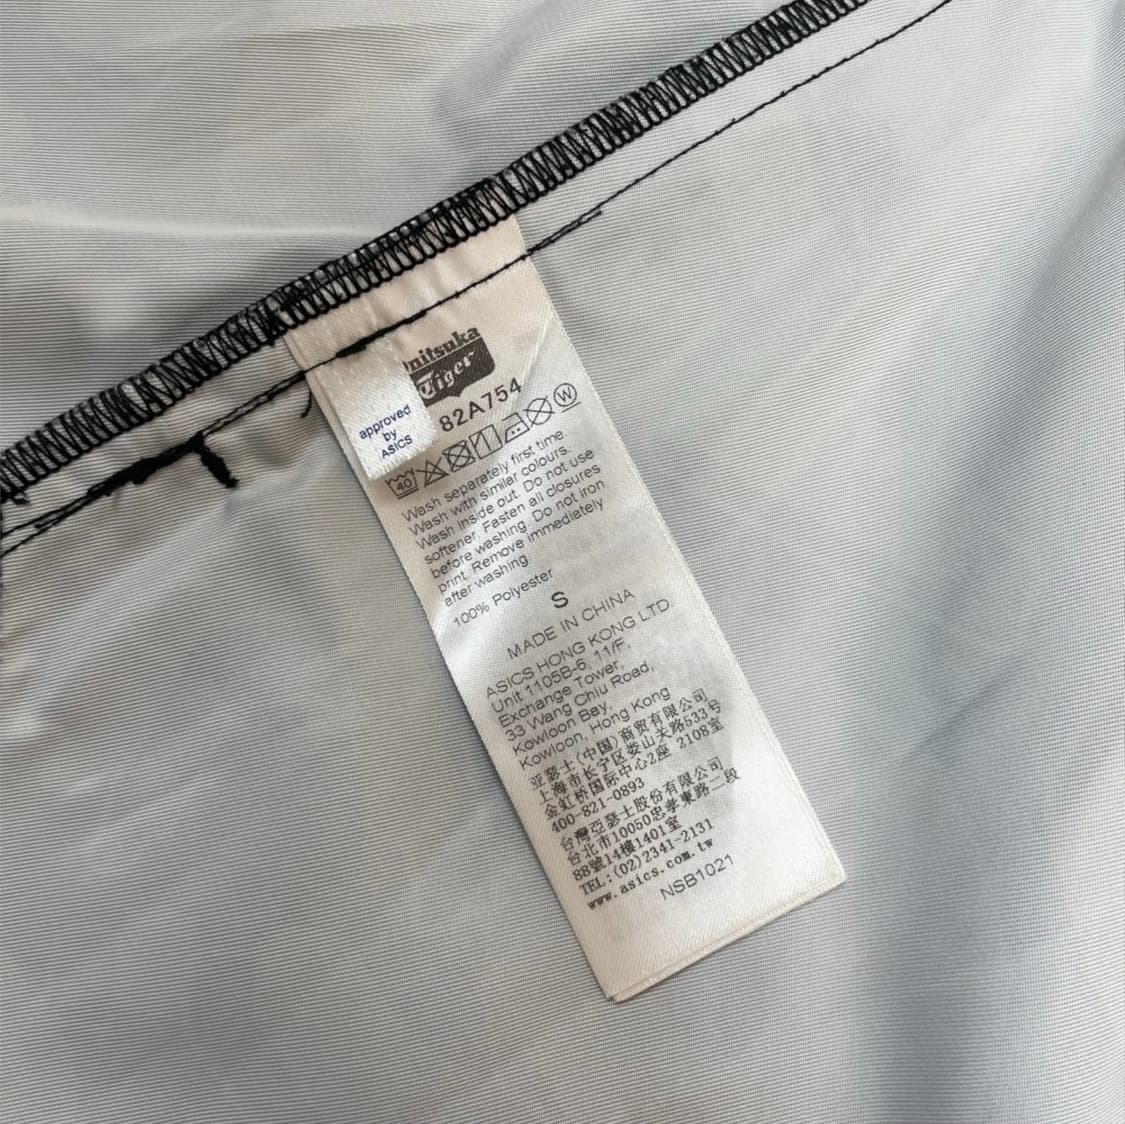 nitsuka
Tiger
approved
by
ASICS
82A754
40
W
Wash separately first time.
Wash with similar colours.
Wash inside out. Do not use
softener. Fasten all closures
before washing. Do not iron
print. Remove immediately
after washing.
100% Polyester
S
MADE IN CHINA
ASICS HONG KONG LTD.
Unit 1105B-6, 11/F,
Exchange Tower,
33 Wang Chiu Road,
Kowloon Bay,
Kowloon, Hong Kong
亚瑟士(中国)商贸有限公司
上海市长宁区娄山关路533号
金虹桥国际中心2座 2108室
400-821-0893
台灣亞瑟士股份有限公司
台北市10050忠孝東路二段
88號14樓1401室
TEL:(02)2341-2131
www.asics.com.tw
NSB1021